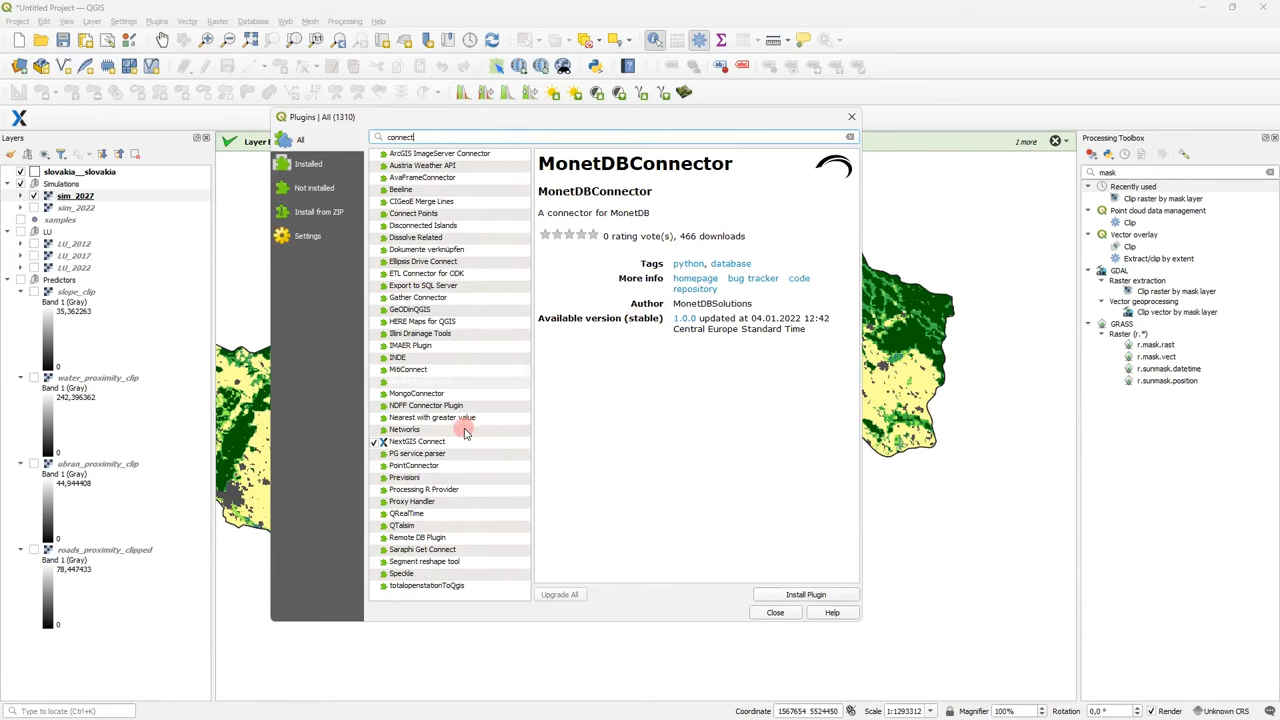 *Untitled Project — QGIS
Project Edit View Layer Settings Plugins Vector Raster Database Web Mesh Processing Help
Layers
Layer
1 more
Processing Toolbox
slovakia__slovakia
Simulations
sim_2027
sim_2022
samples
LU
LU_2012
LU_2017
LU_2022
Predictors
slope_clip
Band 1 (Gray)
35,362263
0
water_proximity_clip
Band 1 (Gray)
242,396362
0
ubran_proximity_clip
Band 1 (Gray)
44,944408
0
roads_proximity_clipped
Band 1 (Gray)
78,447433
0
Plugins | All (1310)
All
Installed
Not installed
Install from ZIP
Settings
connect
ArcGIS ImageServer Connector
Austria Weather API
AvaFrameConnector
Beeline
CIGeoE Merge Lines
Connect Points
Disconnected Islands
Dissolve Related
Dokumente verknüpfen
Ellipsis Drive Connect
ETL Connector for ODK
Export to SQL Server
Gather Connector
GeODinQGIS
HERE Maps for QGIS
Illini Drainage Tools
IMAER Plugin
INDE
MitiConnect
MongoConnector
NDFF Connector Plugin
Nearest with greater value
Networks
NextGIS Connect
PG service parser
PointConnector
Previsioni
Processing R Provider
Proxy Handler
QRealTime
QTalsim
Remote DB Plugin
Saraphi Get Connect
Segment reshape tool
Speckle
totalopenstationToQgis
MonetDBConnector
MonetDBConnector
A connector for MonetDB
0 rating vote(s), 466 downloads
Tags python, database
More info homepage bug tracker code
repository
Author MonetDBSolutions
Available version (stable) 1.0.0 updated at 04.01.2022 12:42
Central Europe Standard Time
Upgrade All
Install Plugin
Close
Help
mask
Recently used
Clip raster by mask layer
Point cloud data management
Clip
Vector overlay
Clip
Extract/clip by extent
GDAL
Raster extraction
Clip raster by mask layer
Vector geoprocessing
Clip vector by mask layer
GRASS
Raster (r.*)
r.mask.rast
r.mask.vect
r.sunmask.datetime
r.sunmask.position
Type to locate (Ctrl+K)
Coordinate 1567654 5524450 Scale 1:1293312 Magnifier 100% Rotation 0,0 ° Render Unknown CRS